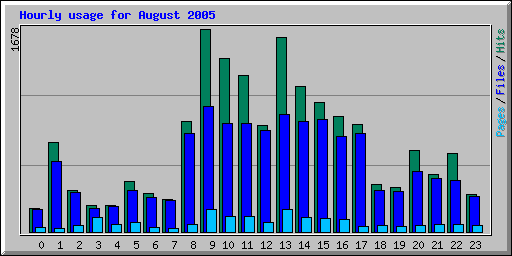 Hourly usage for August 2005
1678
Pages / Files / Hits
0 1 2 3 4 5 6 7 8 9 10 11 12 13 14 15 16 17 18 19 20 21 22 23